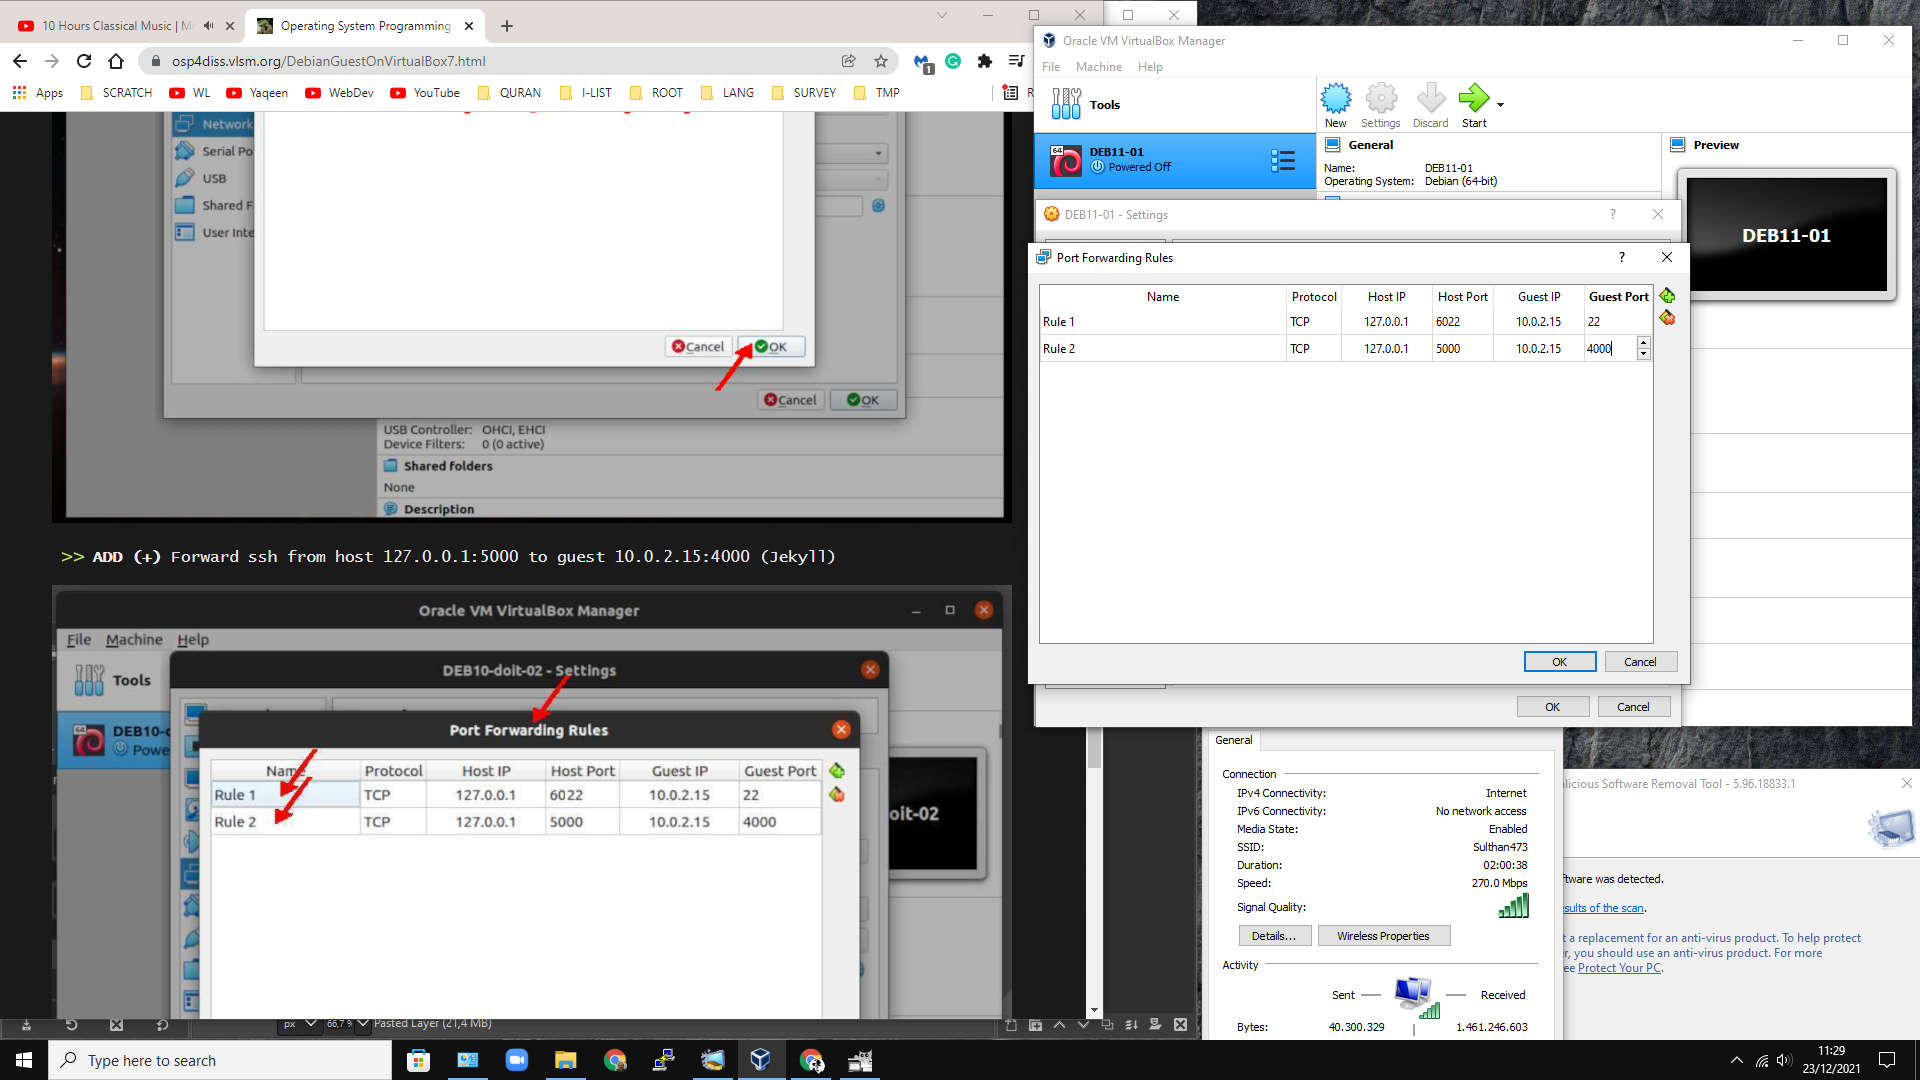 10 Hours Classical Music | M
Operating System Programming
osp4diss.vlsm.org/DebianGuestOnVirtualBox7.html
1
Apps
SCRATCH
WL
Yaqeen
WebDev
YouTube
QURAN
I-LIST
ROOT
LANG
SURVEY
TMP
R
Network
Serial Po
USB
Shared F
User Inte
Cancel
OK
Cancel
OK
USB Controller: OHCI, EHCI
Device Filters: 0 (0 active)
Shared folders
None
Description
>> ADD (+) Forward ssh from host 127.0.0.1:5000 to guest 10.0.2.15:4000 (Jekyll)
Oracle VM VirtualBox Manager
File Machine Help
Tools
DEB10-doit-02 - Settings
DEB10-d
Powe
64
Port Forwarding Rules
Name Protocol Host IP Host Port Guest IP Guest Port
Rule 1 TCP 127.0.0.1 6022 10.0.2.15 22
Rule 2 TCP 127.0.0.1 5000 10.0.2.15 4000
oit-02
px 66,7 % Pasted Layer (21,4 MB)
Oracle VM VirtualBox Manager
File Machine Help
Tools
New Settings Discard Start
64
DEB11-01
Powered Off
General
Name: DEB11-01
Operating System: Debian (64-bit)
Preview
DEB11-01
DEB11-01 - Settings
?
Port Forwarding Rules
?
Name Protocol Host IP Host Port Guest IP Guest Port
Rule 1 TCP 127.0.0.1 6022 10.0.2.15 22
Rule 2 TCP 127.0.0.1 5000 10.0.2.15 4000
OK Cancel
OK Cancel
General
Connection
IPv4 Connectivity: Internet
IPv6 Connectivity: No network access
Media State: Enabled
SSID: Sulthan473
Duration: 02:00:38
Speed: 270.0 Mbps
Signal Quality:
Details... Wireless Properties
Activity
Sent Received
Bytes: 40.300.329 1.461.246.603
licious Software Removal Tool - 5.96.18833.1
ftware was detected.
sults of the scan.
t a replacement for an anti-virus product. To help protect
r, you should use an anti-virus product. For more
ee Protect Your PC.
Type here to search
11:29
23/12/2021